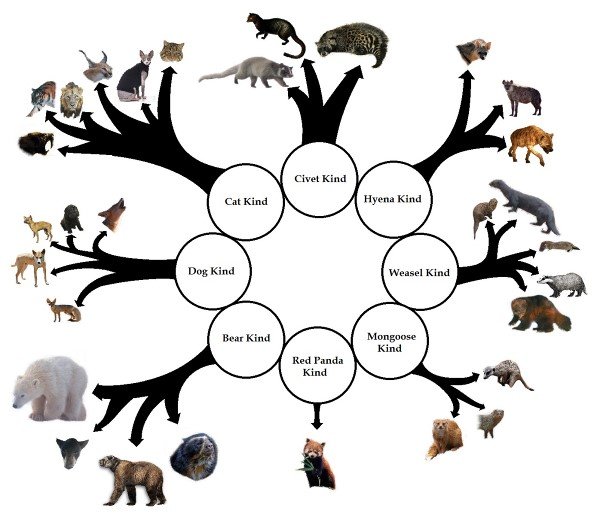 Civet Kind
Cat Kind
Hyena Kind
Dog Kind
Weasel Kind
Bear Kind
Mongoose
Kind
Red Panda
Kind